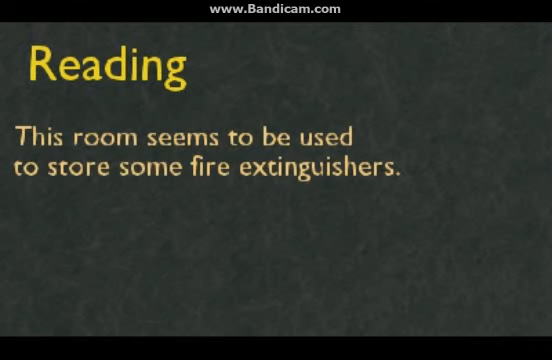 www.Bandicam.com
Reading
This room seems to be used
to store some fire extinguishers.